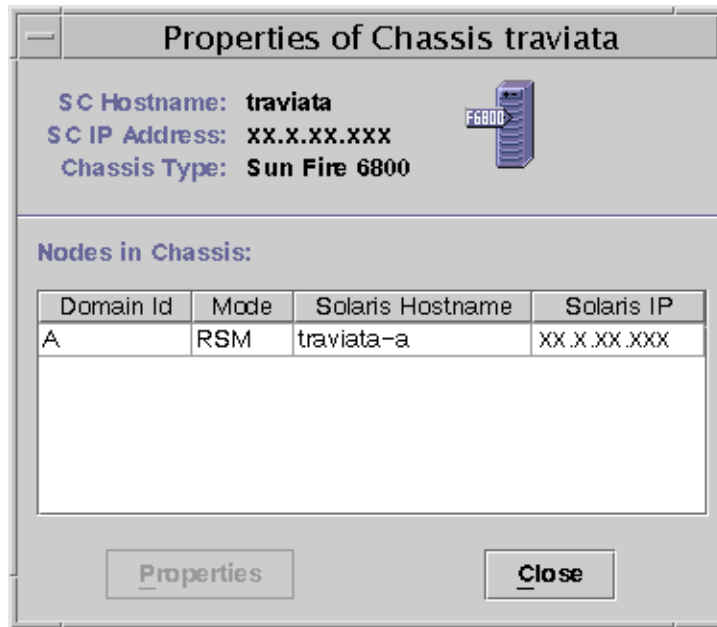 Properties of Chassis traviata
SC Hostname: traviata
SC IP Address: xx.x.xx.xxx
Chassis Type: Sun Fire 6800
F6800
Nodes in Chassis:
Domain Id Mode Solaris Hostname Solaris IP
A RSM traviata-a xx.x.xx.xxx
Properties Close